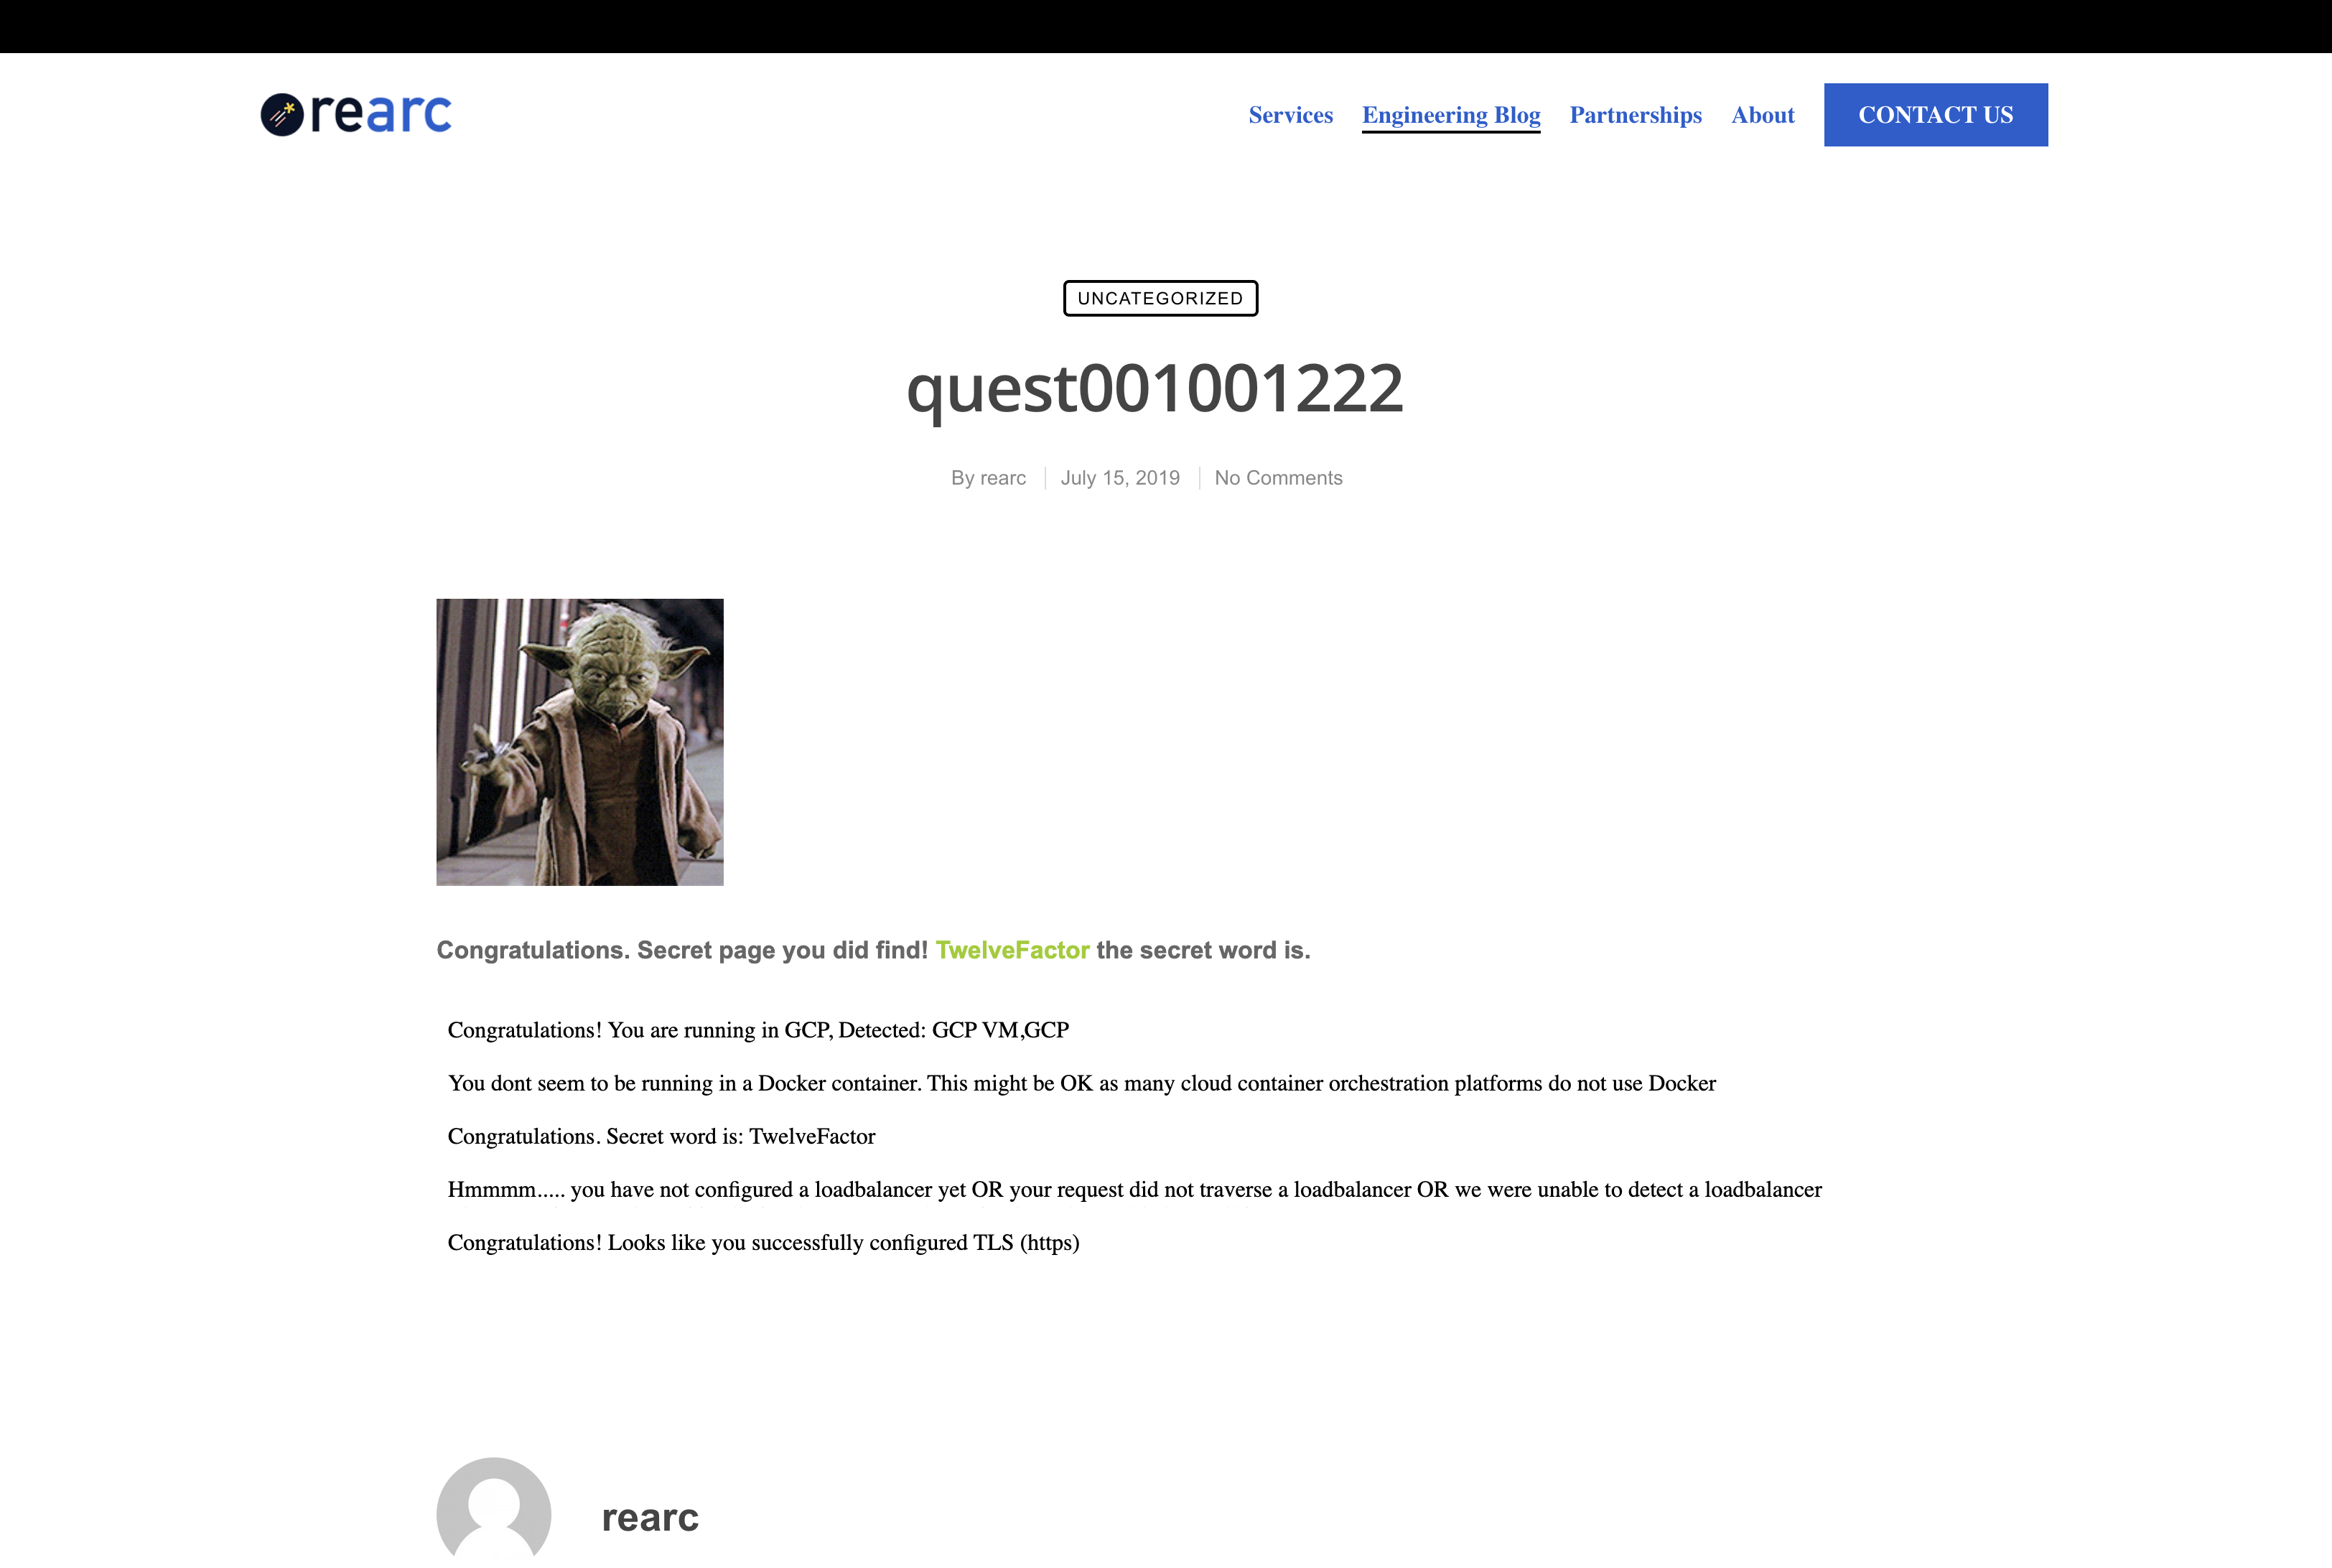 rearc
Services Engineering Blog Partnerships About CONTACT US
UNCATEGORIZED
quest001001222
By rearc July 15, 2019 No Comments
Congratulations. Secret page you did find! TwelveFactor the secret word is.
Congratulations! You are running in GCP, Detected: GCP VM,GCP
You dont seem to be running in a Docker container. This might be OK as many cloud container orchestration platforms do not use Docker
Congratulations. Secret word is: TwelveFactor
Hmmmm..... you have not configured a loadbalancer yet OR your request did not traverse a loadbalancer OR we were unable to detect a loadbalancer
Congratulations! Looks like you successfully configured TLS (https)
rearc